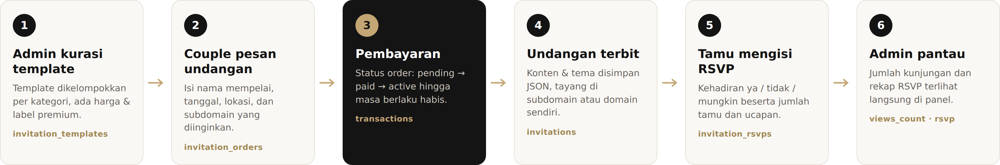 1
Admin kurasi
template
Template dikelompokkan
per kategori, ada harga &
label premium.
invitation_templates
2
Couple pesan
undangan
Isi nama mempelai,
tanggal, lokasi, dan
subdomain yang
diinginkan.
invitation_orders
3
Pembayaran
Status order: pending →
paid → active hingga
masa berlaku habis.
transactions
4
Undangan terbit
Konten & tema disimpan
JSON, tayang di
subdomain atau domain
sendiri.
invitations
5
Tamu mengisi
RSVP
Kehadiran ya / tidak /
mungkin beserta jumlah
tamu dan ucapan.
invitation_rsvps
6
Admin pantau
Jumlah kunjungan dan
rekap RSVP terlihat
langsung di panel.
views_count · rsvp